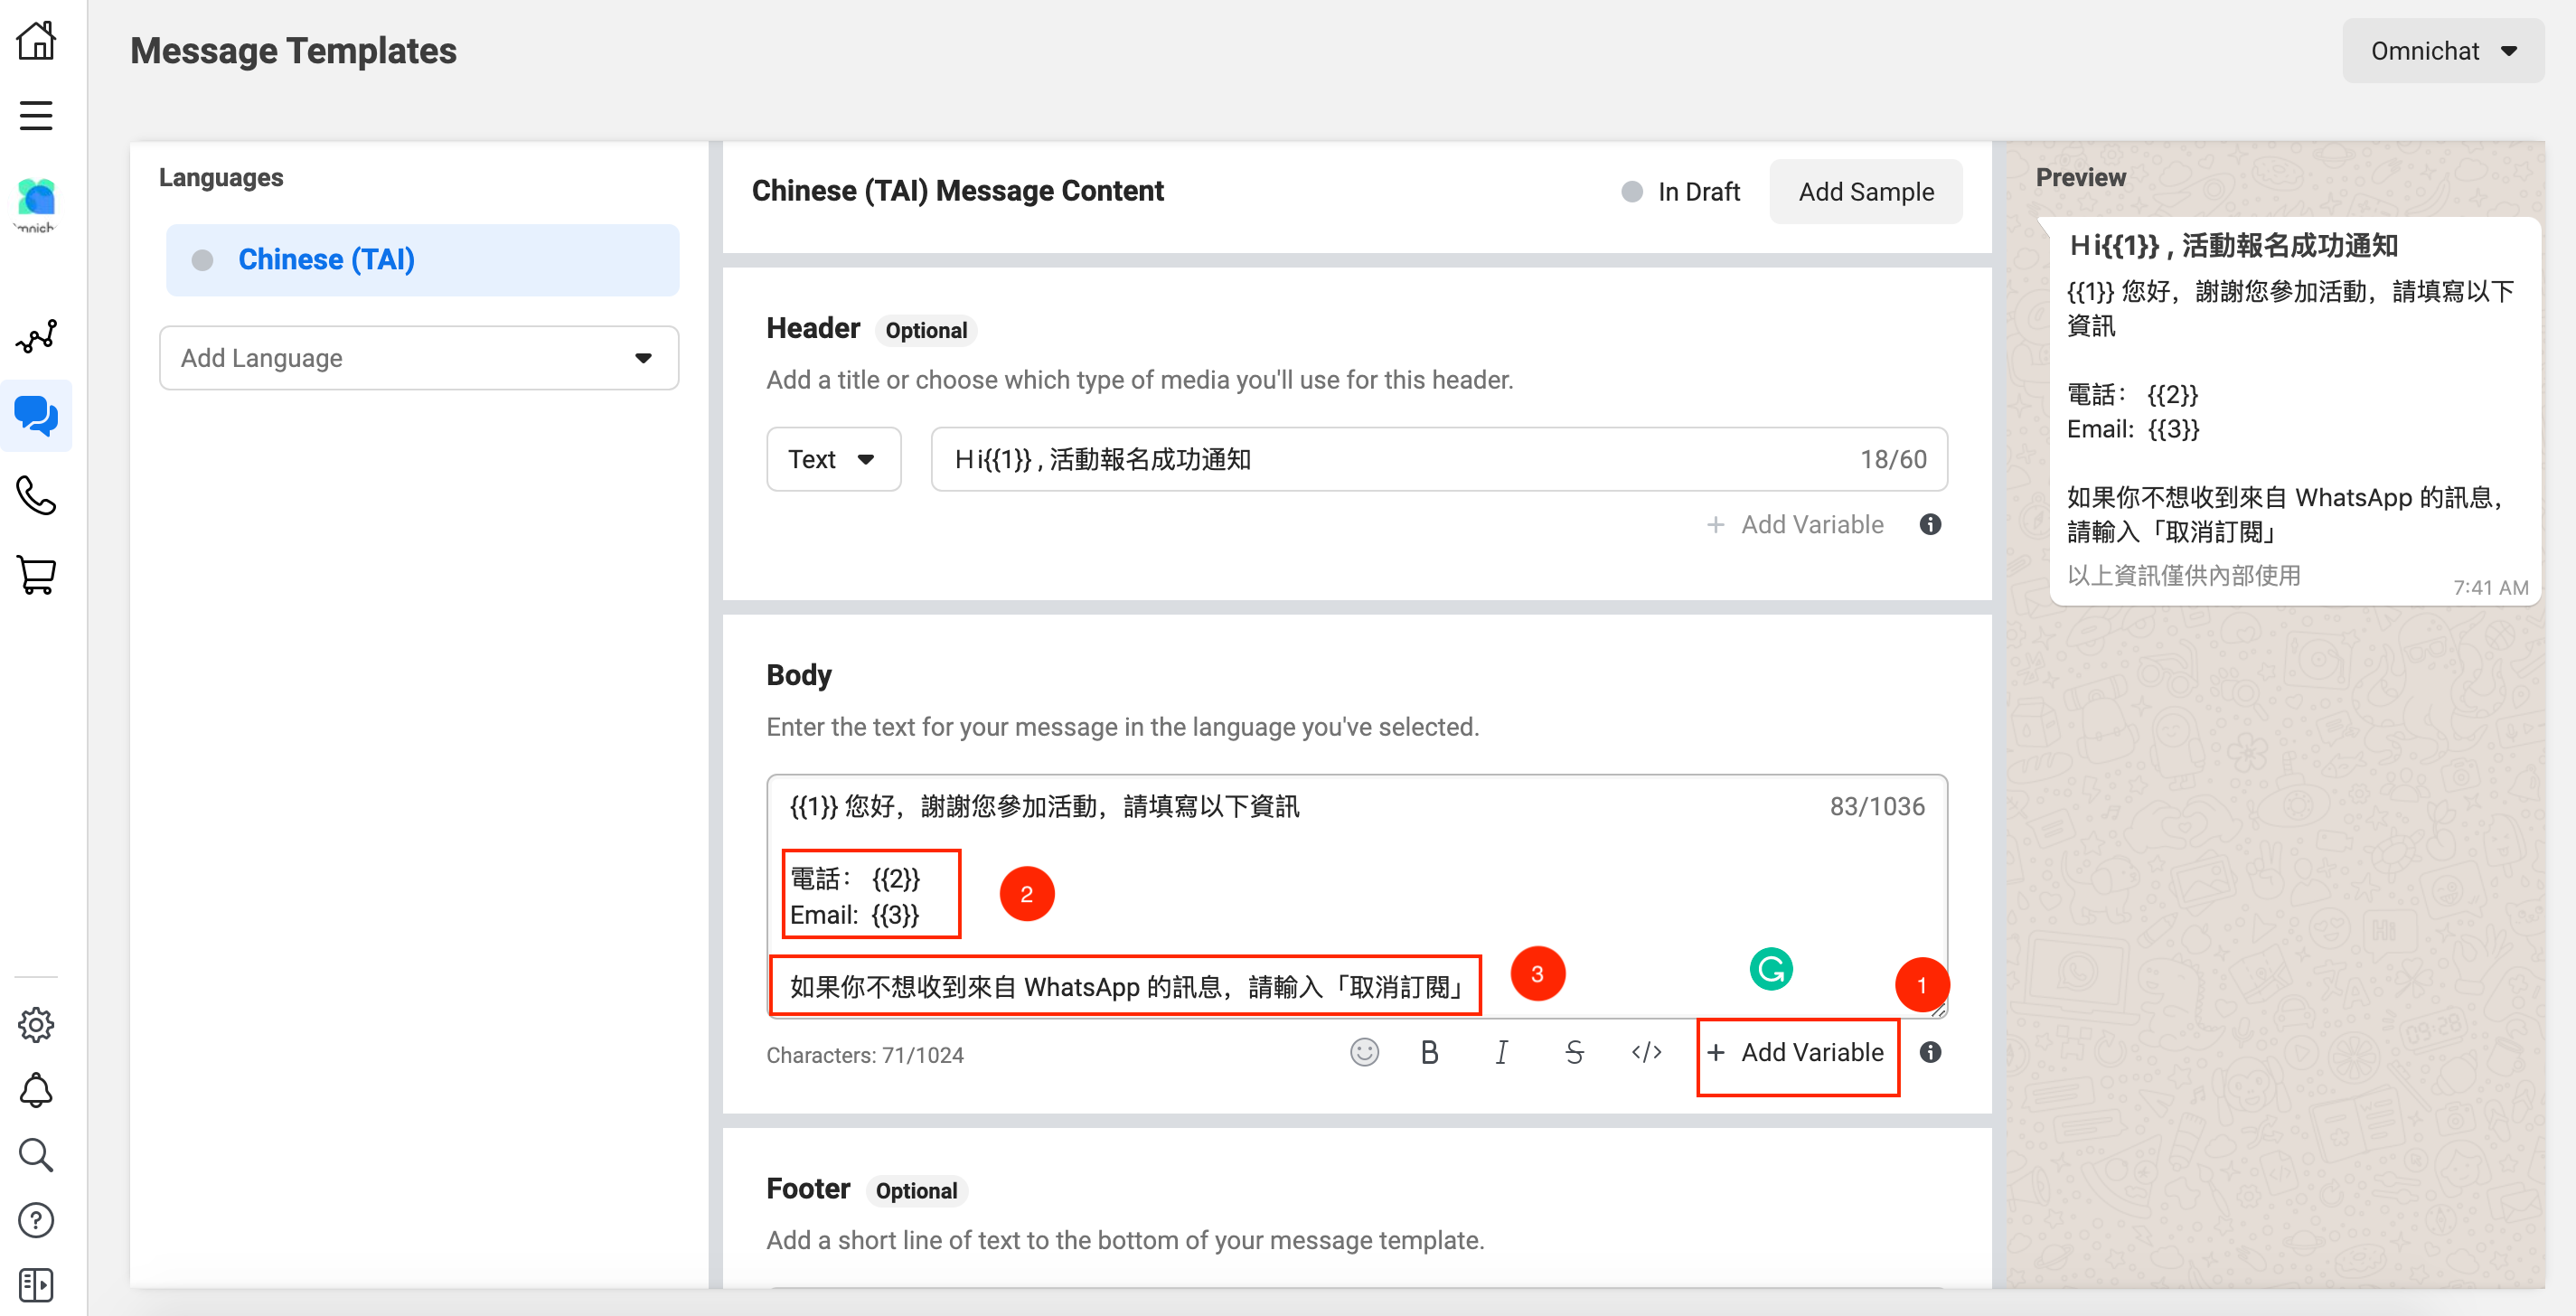 Message Templates
Omnichat
mnich
Languages
Chinese (TAI)
Add Language
Chinese (TAI) Message Content
In Draft
Add Sample
Header Optional
Add a title or choose which type of media you'll use for this header.
Text
Ｈi{{1}} , 活動報名成功通知
18/60
+ Add Variable
Body
Enter the text for your message in the language you've selected.
{{1}} 您好，謝謝您參加活動，請填寫以下資訊
83/1036
電話： {{2}}
Email: {{3}}
2
如果你不想收到來自 WhatsApp 的訊息，請輸入「取消訂閱」
3
1
Characters: 71/1024
B I S </> + Add Variable
Footer Optional
Add a short line of text to the bottom of your message template.
Preview
Ｈi{{1}} , 活動報名成功通知
{{1}} 您好，謝謝您參加活動，請填寫以下
資訊
電話： {{2}}
Email: {{3}}
如果你不想收到來自 WhatsApp 的訊息，
請輸入「取消訂閱」
以上資訊僅供內部使用
7:41 AM